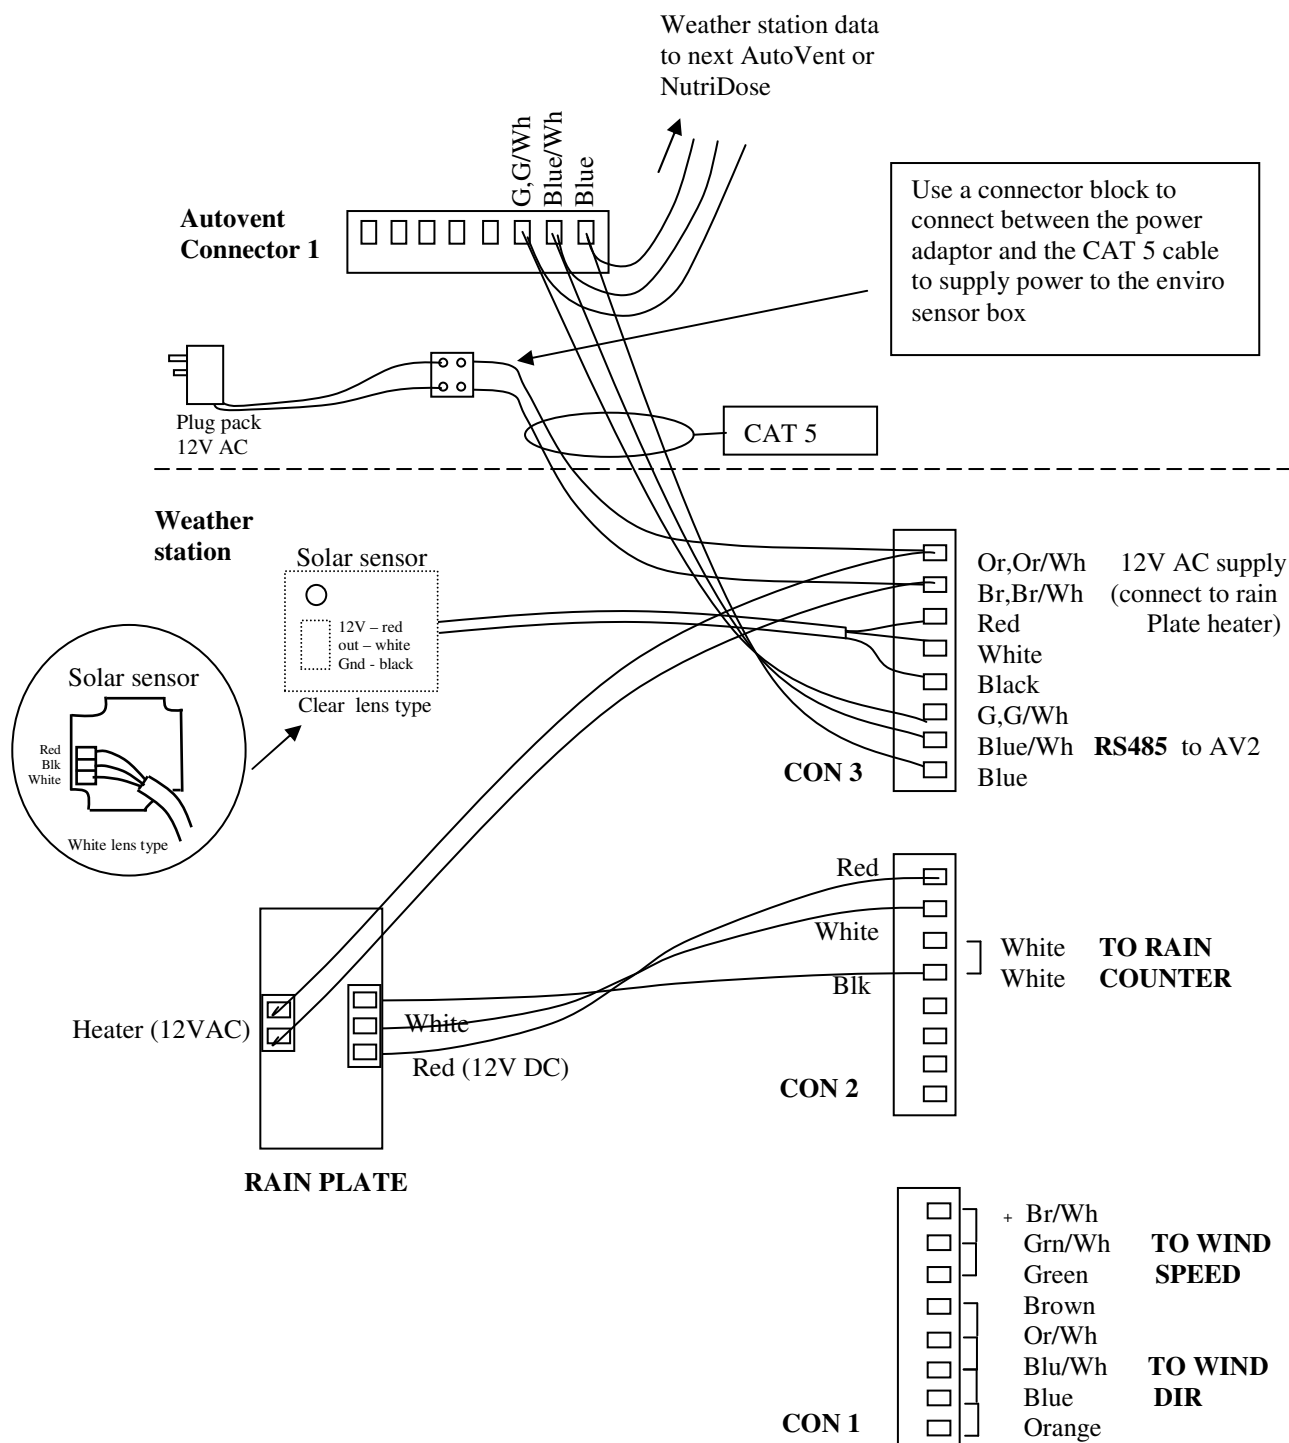 Weather station data
to next AutoVent or
NutriDose
G,G/Wh
Blue/Wh
Blue
Autovent
Connector 1
Use a connector block to
connect between the power
adaptor and the CAT 5 cable
to supply power to the enviro
sensor box
Plug pack
12V AC
CAT 5
Weather
station
Solar sensor
12V – red
out – white
Gnd - black
Clear lens type
Solar sensor
Red
Blk
White
White lens type
Or,Or/Wh 12V AC supply
Br,Br/Wh (connect to rain
Red Plate heater)
White
Black
G,G/Wh
Blue/Wh RS485 to AV2
Blue
CON 3
Red
White
Blk
White TO RAIN
White COUNTER
CON 2
Heater (12VAC)
White
Red (12V DC)
RAIN PLATE
+ Br/Wh
Grn/Wh TO WIND
Green SPEED
Brown
Or/Wh
Blu/Wh TO WIND
Blue DIR
Orange
CON 1